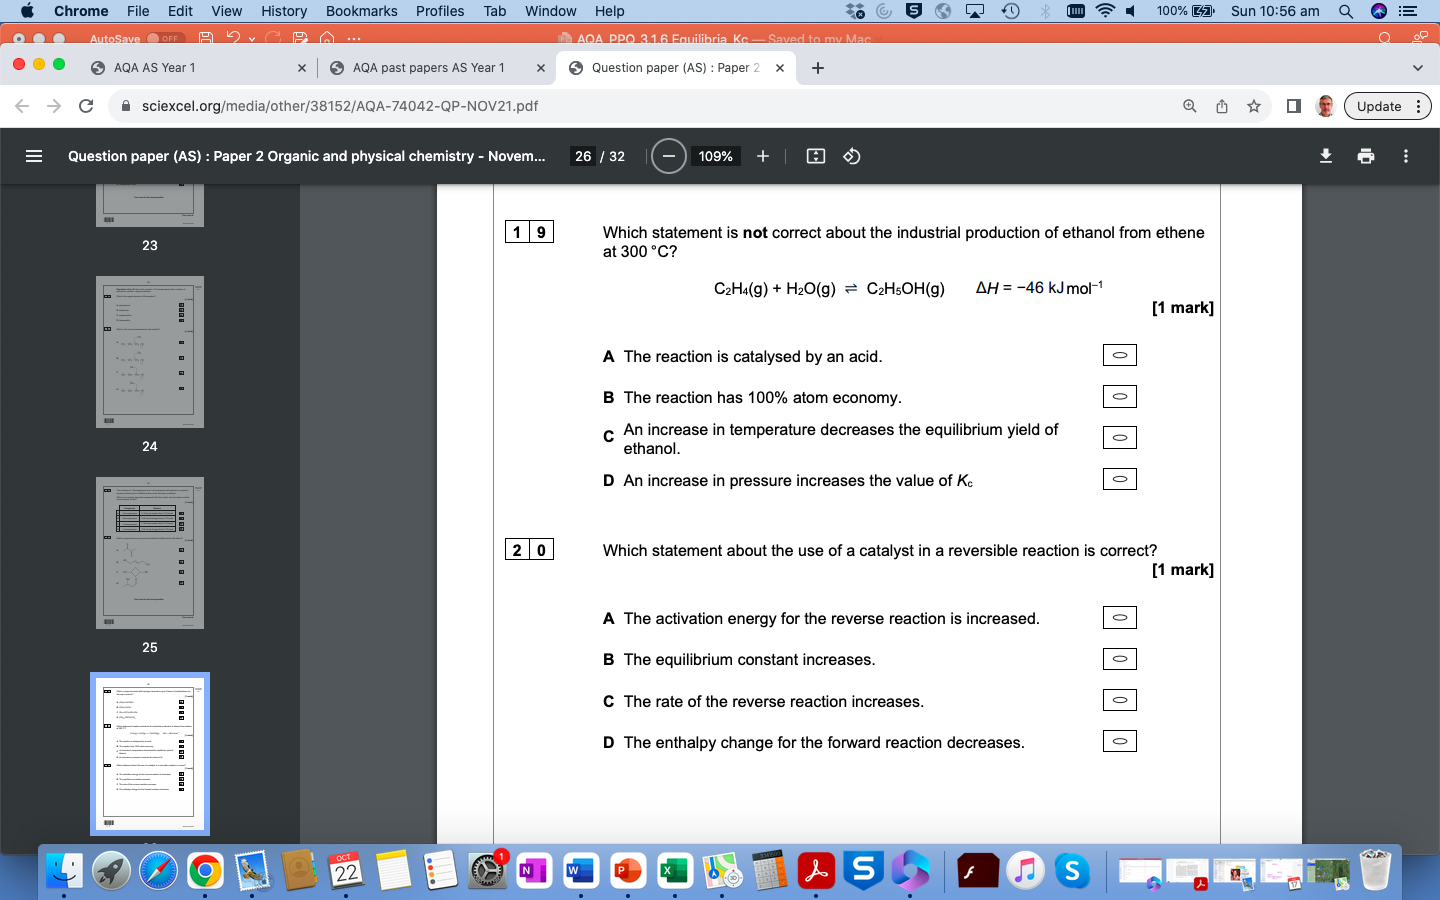 Chrome File Edit View History Bookmarks Profiles Tab Window Help 100% Sun 10:56 am
AutoSave OFF AQA PPQ 3.1.6 Equilibria Kc — Saved to my Mac
AQA AS Year 1 AQA past papers AS Year 1 Question paper (AS) : Paper 2
sciexcel.org/media/other/38152/AQA-74042-QP-NOV21.pdf Update
Question paper (AS) : Paper 2 Organic and physical chemistry - Novem... 26 / 32 109%
23
24
25
1 9 Which statement is not correct about the industrial production of ethanol from ethene
at 300 °C?
C₂H₄(g) + H₂O(g) ⇌ C₂H₅OH(g) ΔH = −46 kJ mol⁻¹
[1 mark]
A The reaction is catalysed by an acid.
B The reaction has 100% atom economy.
C An increase in temperature decreases the equilibrium yield of
ethanol.
D An increase in pressure increases the value of Kc
2 0 Which statement about the use of a catalyst in a reversible reaction is correct?
[1 mark]
A The activation energy for the reverse reaction is increased.
B The equilibrium constant increases.
C The rate of the reverse reaction increases.
D The enthalpy change for the forward reaction decreases.
OCT
22
1
N
W
P
X
3D
S
f
S
17